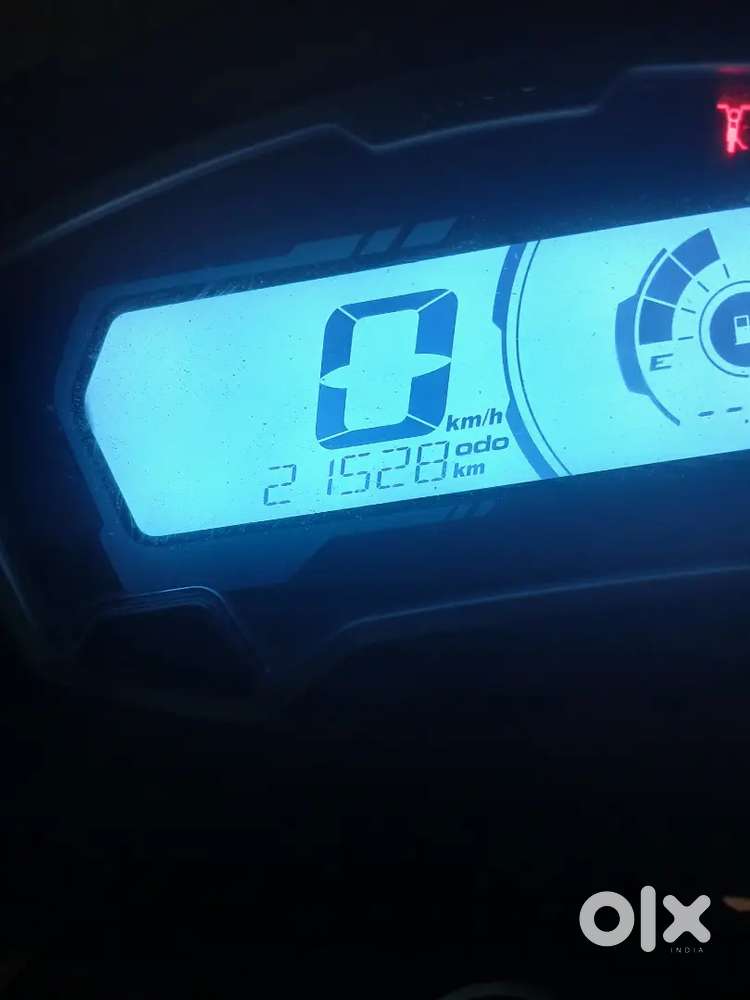 0 km/h
21528 odo km
E
--.
olx
INDIA